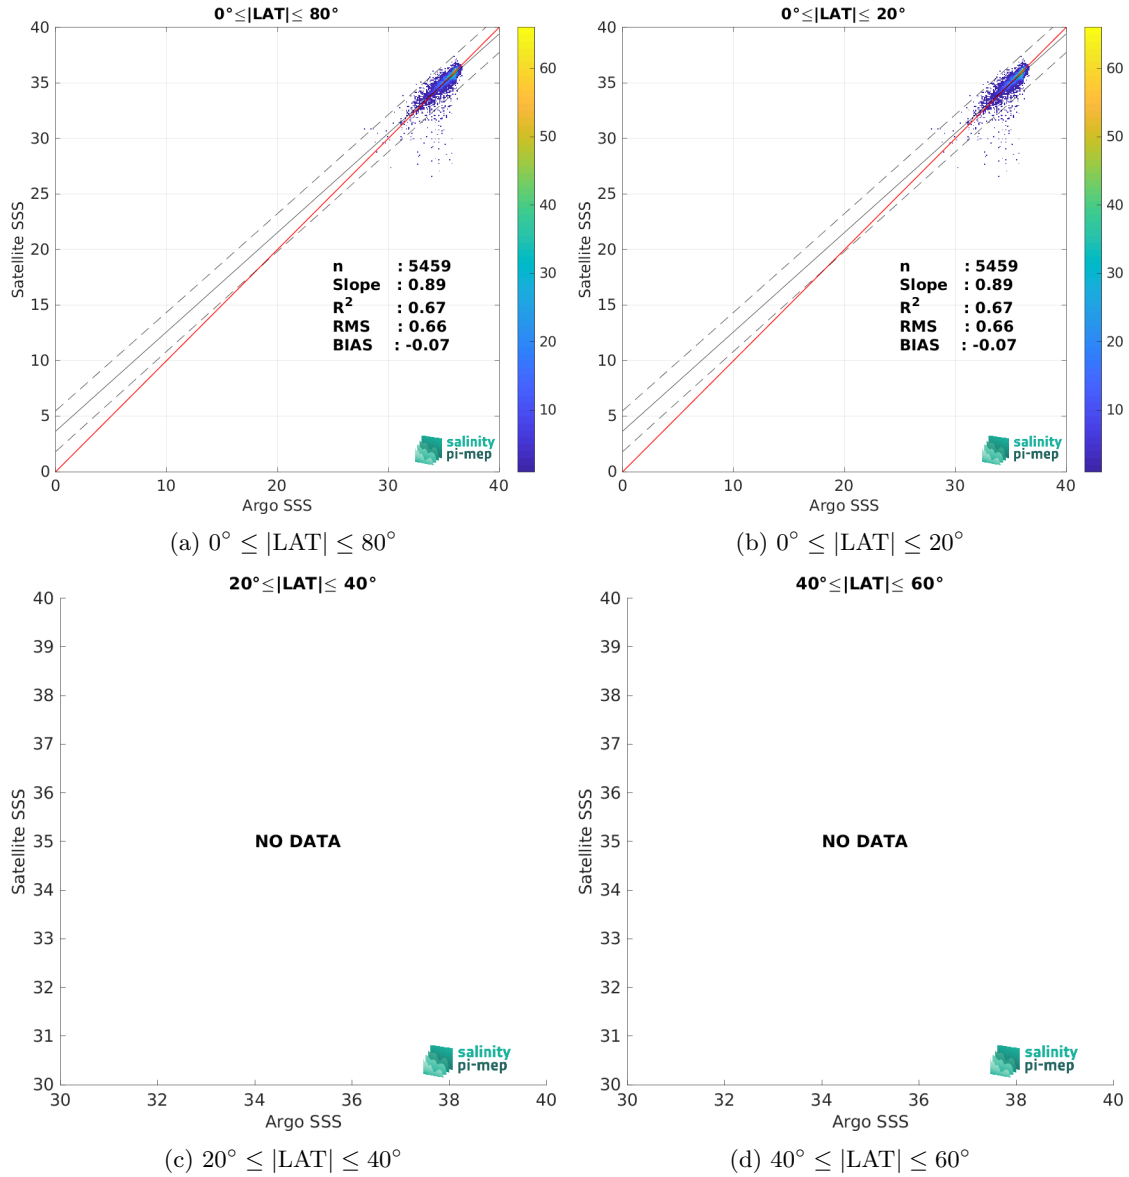 0°≤|LAT|≤ 80°
40
35
30
25
20
15
10
5
0
0
10
20
30
40
Satellite SSS
Argo SSS
n : 5459
Slope : 0.89
R² : 0.67
RMS : 0.66
BIAS : -0.07
salinity
pi-mep
60
50
40
30
20
10
(a) 0° ≤ |LAT| ≤ 80°
0°≤|LAT|≤ 20°
40
35
30
25
20
15
10
5
0
0
10
20
30
40
Satellite SSS
Argo SSS
n : 5459
Slope : 0.89
R² : 0.67
RMS : 0.66
BIAS : -0.07
salinity
pi-mep
60
50
40
30
20
10
(b) 0° ≤ |LAT| ≤ 20°
20°≤|LAT|≤ 40°
40
39
38
37
36
35
34
33
32
31
30
30
32
34
36
38
40
Satellite SSS
Argo SSS
NO DATA
salinity
pi-mep
(c) 20° ≤ |LAT| ≤ 40°
40°≤|LAT|≤ 60°
40
39
38
37
36
35
34
33
32
31
30
30
32
34
36
38
40
Satellite SSS
Argo SSS
NO DATA
salinity
pi-mep
(d) 40° ≤ |LAT| ≤ 60°